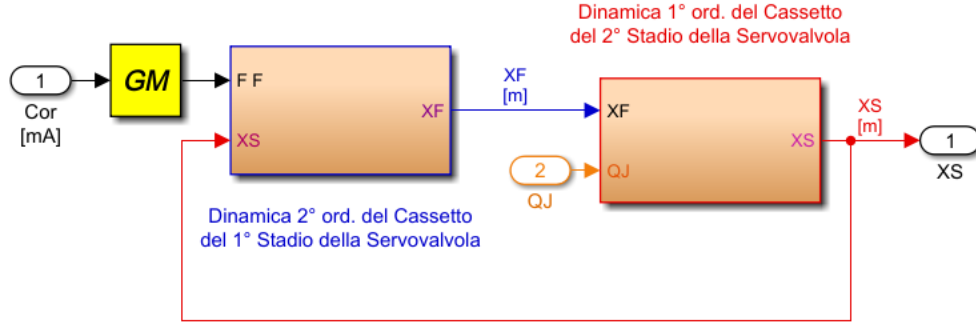 Dinamica 1° ord. del Cassetto
del 2° Stadio della Servovalvola
1
Cor
[mA]
GM
F F
XS
XF
XF
[m]
XF
QJ
XS
2
QJ
XS
[m]
1
XS
Dinamica 2° ord. del Cassetto
del 1° Stadio della Servovalvola